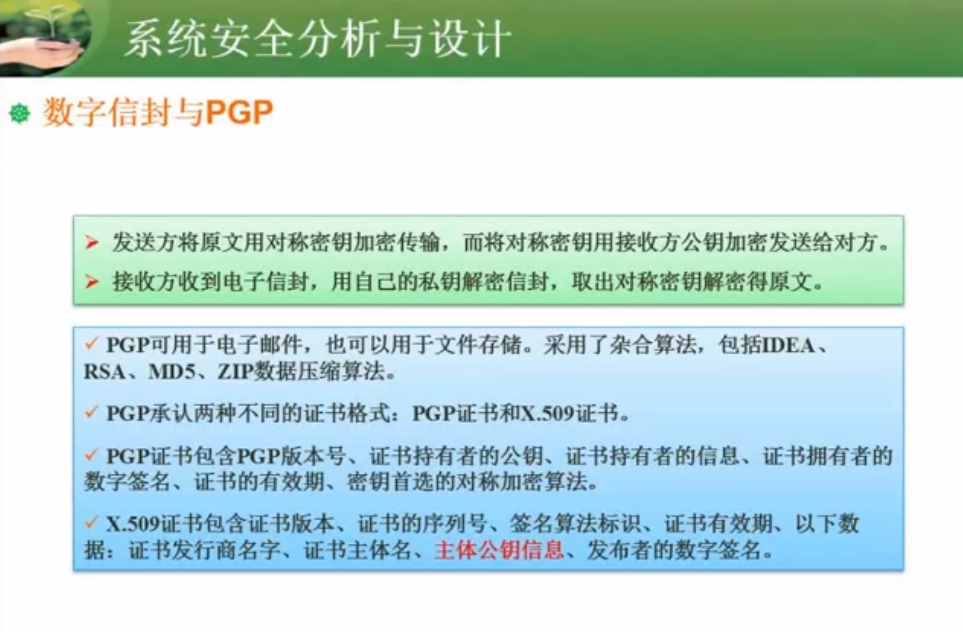 系统安全分析与设计
数字信封与PGP
➢ 发送方将原文用对称密钥加密传输，而将对称密钥用接收方公钥加密发送给对方。
➢ 接收方收到电子信封，用自己的私钥解密信封，取出对称密钥解密得原文。
✓ PGP可用于电子邮件，也可以用于文件存储。采用了杂合算法，包括IDEA、
RSA、MD5、ZIP数据压缩算法。
✓ PGP承认两种不同的证书格式：PGP证书和X.509证书。
✓ PGP证书包含PGP版本号、证书持有者的公钥、证书持有者的信息、证书拥有者的
数字签名、证书的有效期、密钥首选的对称加密算法。
✓ X.509证书包含证书版本、证书的序列号、签名算法标识、证书有效期、以下数
据：证书发行商名字、证书主体名、主体公钥信息、发布者的数字签名。